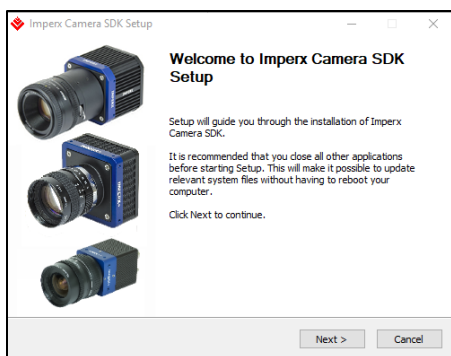 Imperx Camera SDK Setup
Welcome to Imperx Camera SDK
Setup
Setup will guide you through the installation of Imperx
Camera SDK.
It is recommended that you close all other applications
before starting Setup. This will make it possible to update
relevant system files without having to reboot your
computer.
Click Next to continue.
Next >
Cancel